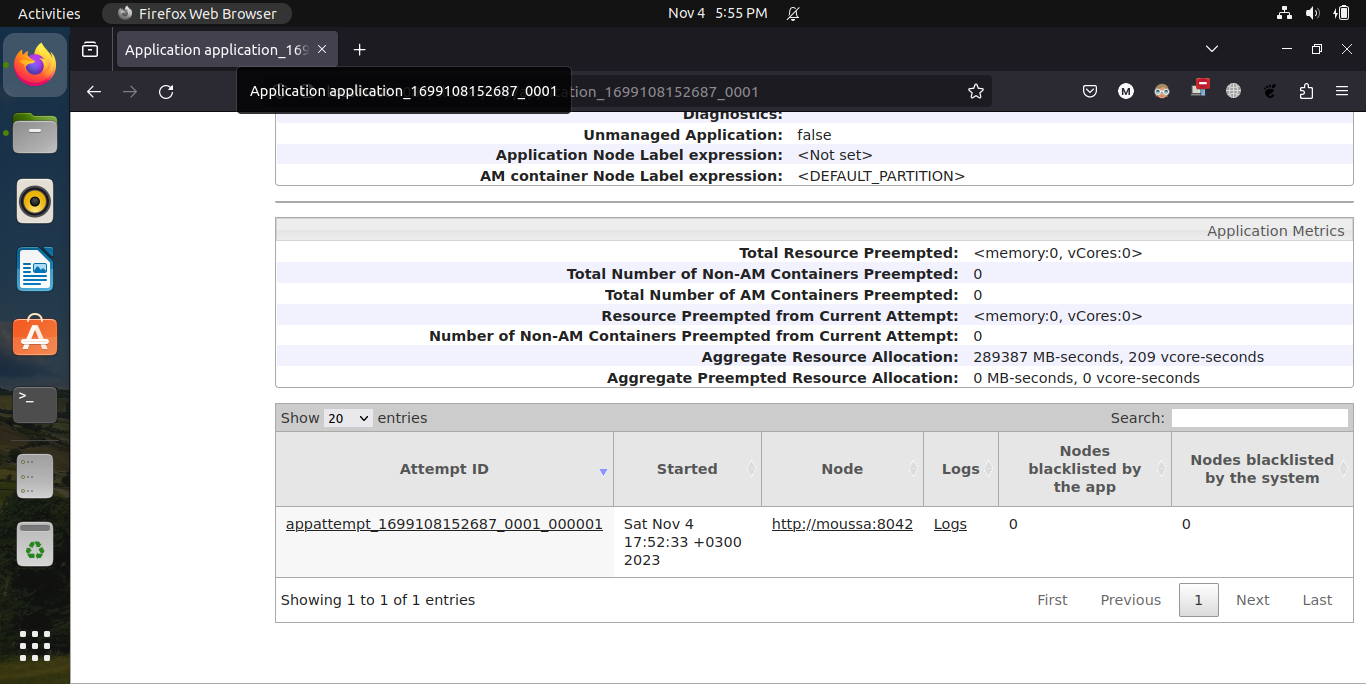 Activities Firefox Web Browser Nov 4 5:55 PM
Application application_169
Application application_1699108152687_0001 tion_1699108152687_0001
M
Diagnostics:
Unmanaged Application: false
Application Node Label expression: <Not set>
AM container Node Label expression: <DEFAULT_PARTITION>
Application Metrics
Total Resource Preempted: <memory:0, vCores:0>
Total Number of Non-AM Containers Preempted: 0
Total Number of AM Containers Preempted: 0
Resource Preempted from Current Attempt: <memory:0, vCores:0>
Number of Non-AM Containers Preempted from Current Attempt: 0
Aggregate Resource Allocation: 289387 MB-seconds, 209 vcore-seconds
Aggregate Preempted Resource Allocation: 0 MB-seconds, 0 vcore-seconds
Show 20 entries Search:
Attempt ID Started Node Logs Nodes blacklisted by the app Nodes blacklisted by the system
appattempt_1699108152687_0001_000001 Sat Nov 4 http://moussa:8042 Logs 0 0
17:52:33 +0300
2023
Showing 1 to 1 of 1 entries First Previous 1 Next Last